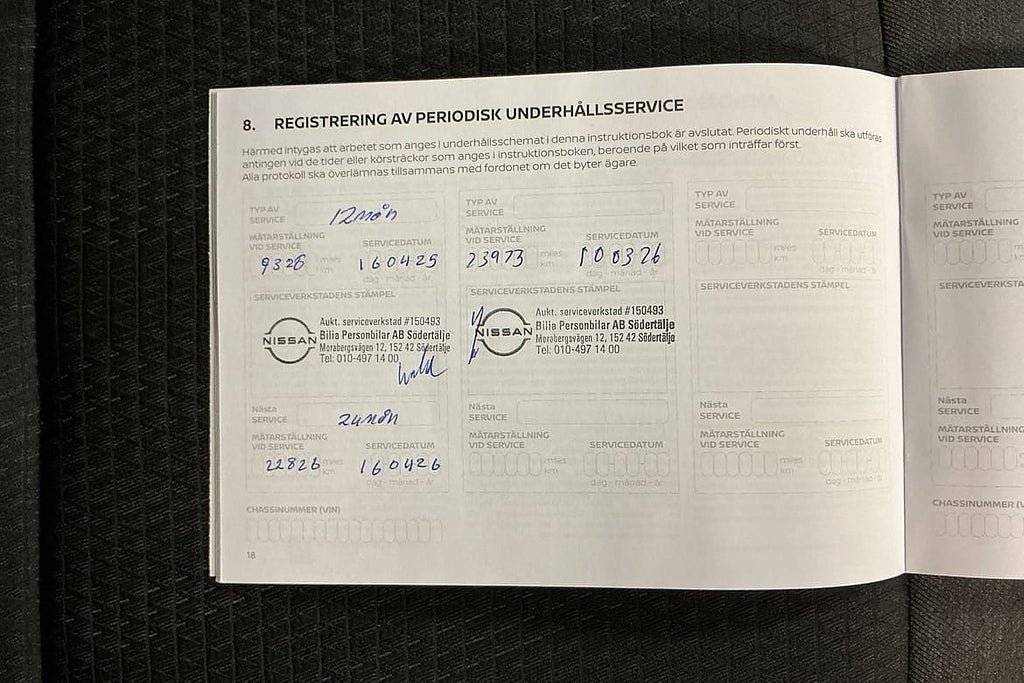 8. REGISTRERING AV PERIODISK UNDERHÅLLSSERVICE
Härmed intygas att arbetet som anges i underhållsschemat i denna instruktionsbok är avslutat. Periodiskt underhåll ska utföras
antingen vid de tider eller körsträckor som anges i instruktionsboken, beroende på vilket som inträffar först.
Alla protokoll ska överlämnas tillsammans med fordonet om det byter ägare.
TYP AV
SERVICE
12mån
MÄTARSTÄLLNING
VID SERVICE
SERVICEDATUM
9326
miles
km
160425
dag - månad - år
SERVICEVERKSTADENS STÄMPEL
NISSAN
Aukt. serviceverkstad #150493
Bilia Personbilar AB Södertälje
Morabergsvägen 12, 152 42 Södertälje
Tel: 010-497 14 00
Nästa
SERVICE
24mån
MÄTARSTÄLLNING
VID SERVICE
SERVICEDATUM
22826
miles
km
160426
dag - månad - år
CHASSINUMMER (VIN)
18
TYP AV
SERVICE
MÄTARSTÄLLNING
VID SERVICE
SERVICEDATUM
23973
miles
km
100326
dag - månad - år
SERVICEVERKSTADENS STÄMPEL
NISSAN
Aukt. serviceverkstad #150493
Bilia Personbilar AB Södertälje
Morabergsvägen 12, 152 42 Södertälje
Tel: 010-497 14 00
Nästa
SERVICE
MÄTARSTÄLLNING
VID SERVICE
SERVICEDATUM
miles
km
dag - månad - år
TYP AV
SERVICE
MÄTARSTÄLLNING
VID SERVICE
SERVICEDATUM
miles
km
dag - månad - år
SERVICEVERKSTADENS STÄMPEL
Nästa
SERVICE
MÄTARSTÄLLNING
VID SERVICE
SERVICEDATUM
miles
km
dag - månad - år
TYP AV
SERVICE
MÄTARSTÄLLNING
VID SERVICE
SERVICEVERKSTA
Nästa
SERVICE
MÄTARSTÄLLNING
VID SERVICE
CHASSINUMMER (V